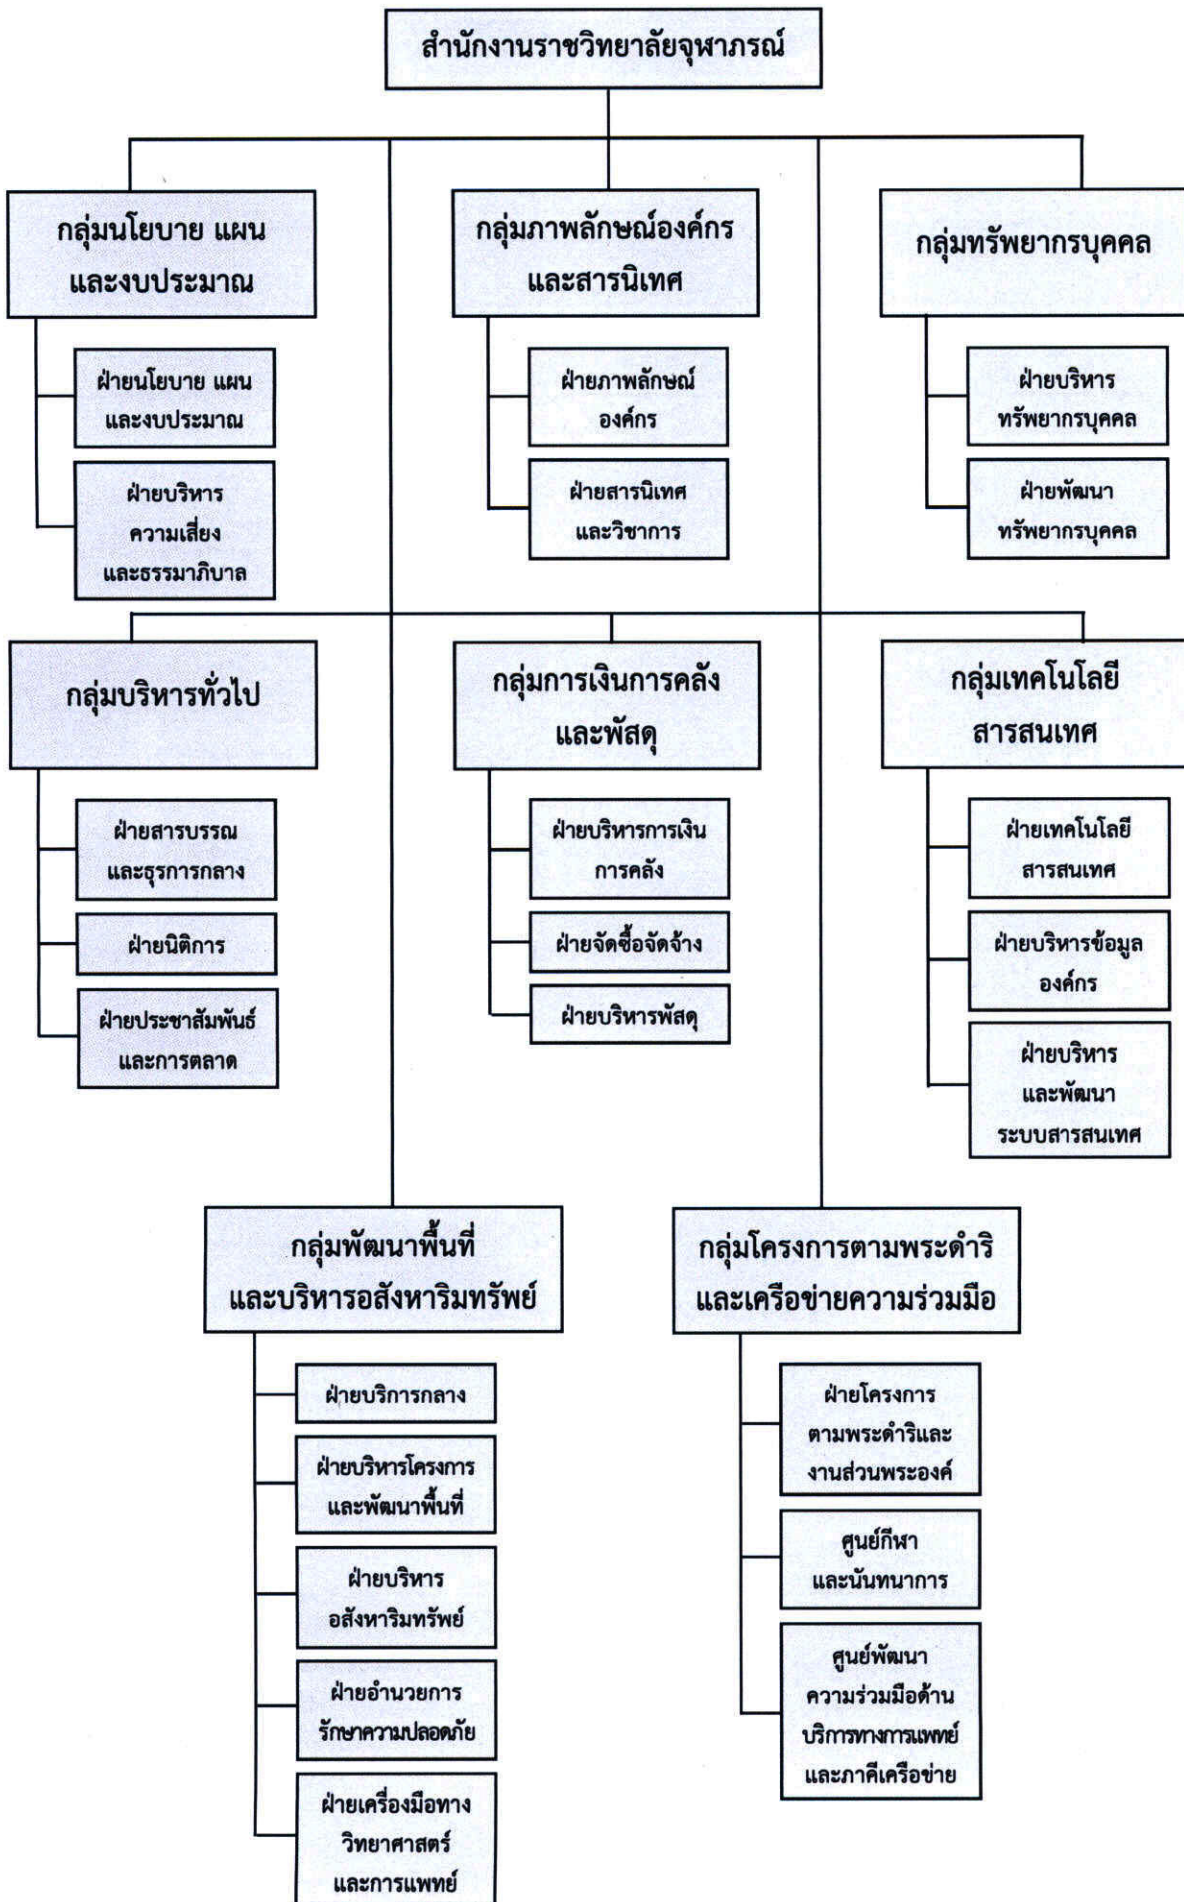 สำนักงานราชวิทยาลัยจุฬาภรณ์
กลุ่มนโยบาย แผน
และงบประมาณ
ฝ่ายนโยบาย แผน
และงบประมาณ
ฝ่ายบริหาร
ความเสี่ยง
และธรรมาภิบาล
กลุ่มภาพลักษณ์องค์กร
และสารนิเทศ
ฝ่ายภาพลักษณ์
องค์กร
ฝ่ายสารนิเทศ
และวิชาการ
กลุ่มทรัพยากรบุคคล
ฝ่ายบริหาร
ทรัพยากรบุคคล
ฝ่ายพัฒนา
ทรัพยากรบุคคล
กลุ่มบริหารทั่วไป
ฝ่ายสารบรรณ
และธุรการกลาง
ฝ่ายนิติการ
ฝ่ายประชาสัมพันธ์
และการตลาด
กลุ่มการเงินการคลัง
และพัสดุ
ฝ่ายบริหารการเงิน
การคลัง
ฝ่ายจัดซื้อจัดจ้าง
ฝ่ายบริหารพัสดุ
กลุ่มเทคโนโลยี
สารสนเทศ
ฝ่ายเทคโนโลยี
สารสนเทศ
ฝ่ายบริหารข้อมูล
องค์กร
ฝ่ายบริหาร
และพัฒนา
ระบบสารสนเทศ
กลุ่มพัฒนาพื้นที่
และบริหารอสังหาริมทรัพย์
ฝ่ายบริการกลาง
ฝ่ายบริหารโครงการ
และพัฒนาพื้นที่
ฝ่ายบริหาร
อสังหาริมทรัพย์
ฝ่ายอำนวยการ
รักษาความปลอดภัย
ฝ่ายเครื่องมือทาง
วิทยาศาสตร์
และการแพทย์
กลุ่มโครงการตามพระดำริ
และเครือข่ายความร่วมมือ
ฝ่ายโครงการ
ตามพระดำริและ
งานส่วนพระองค์
ศูนย์กีฬา
และนันทนาการ
ศูนย์พัฒนา
ความร่วมมือด้าน
บริการทางการแพทย์
และภาคีเครือข่าย